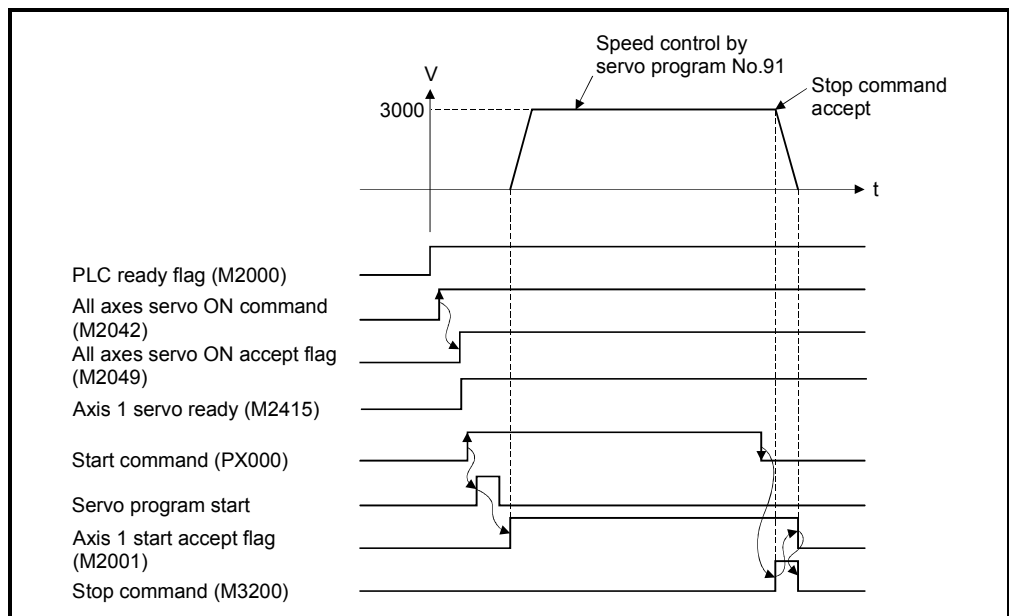 Speed control by
servo program No.91
V
Stop command
accept
3000
t
PLC ready flag (M2000)
All axes servo ON command
(M2042)
All axes servo ON accept flag
(M2049)
Axis 1 servo ready (M2415)
Start command (PX000)
Servo program start
Axis 1 start accept flag
(M2001)
Stop command (M3200)